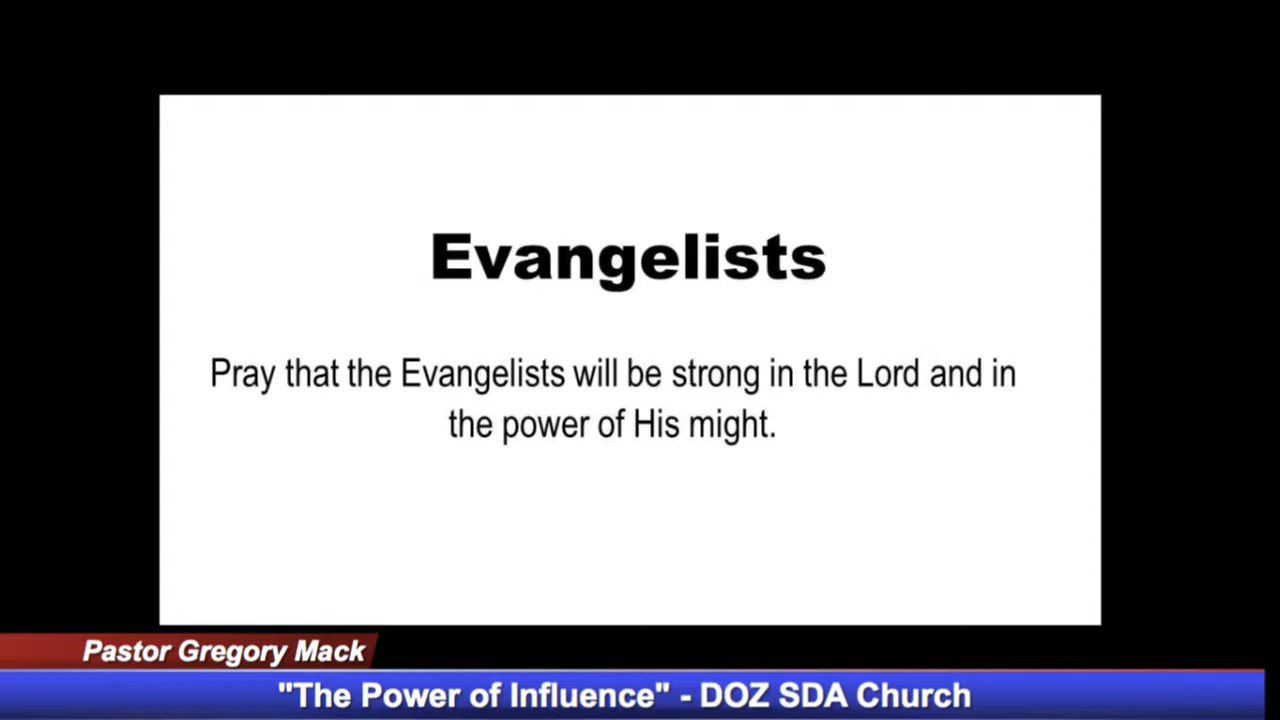 Evangelists
Pray that the Evangelists will be strong in the Lord and in
the power of His might.
Pastor Gregory Mack
"The Power of Influence" - DOZ SDA Church